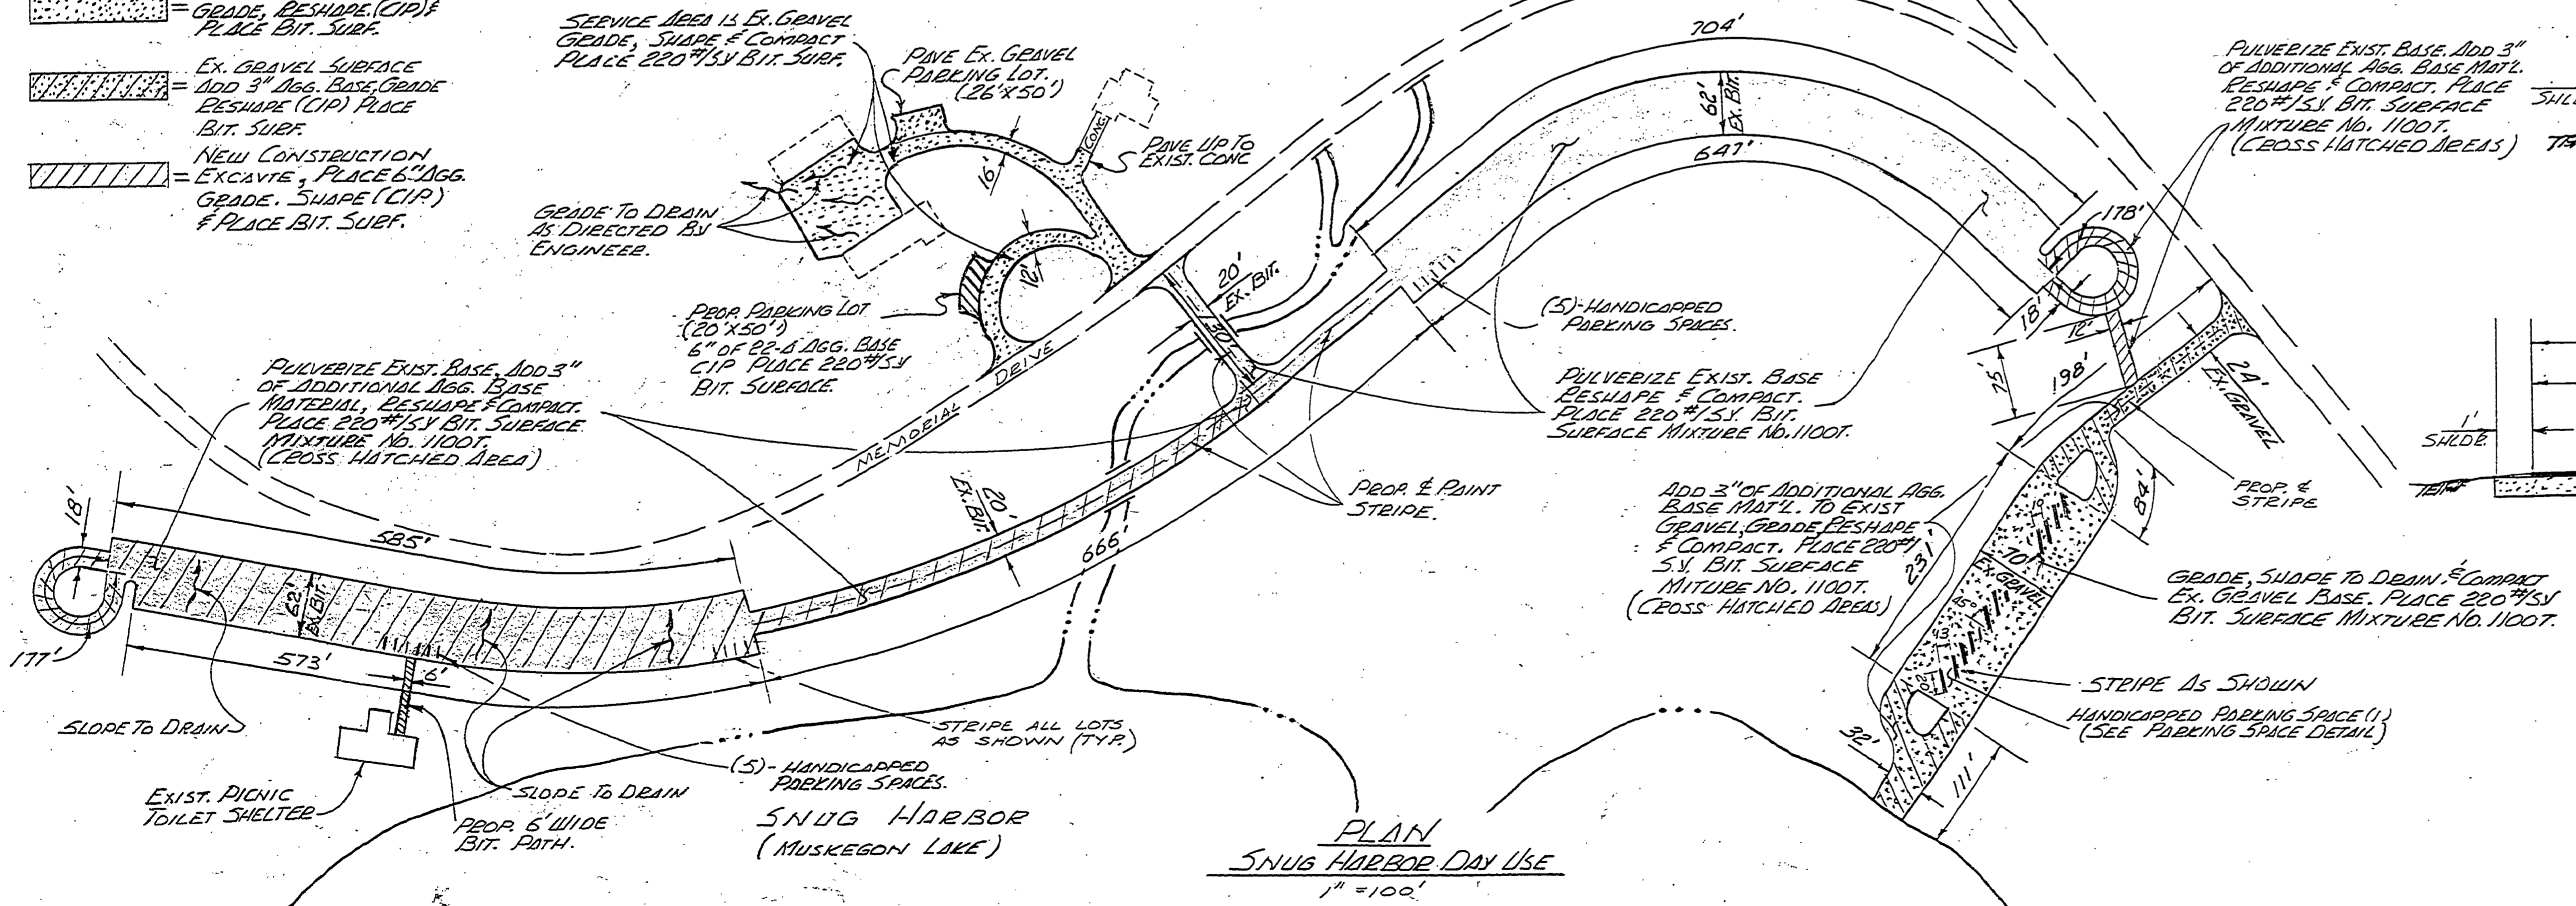 = GRADE, RESHAPE (CIP) &
PLACE BIT. SURF.
EX. GRAVEL SURFACE
= ADD 3" AGG. BASE, GRADE
RESHAPE (CIP) PLACE
BIT. SURF.
NEW CONSTRUCTION
= EXCAVTE, PLACE 6" AGG.
GRADE. SHAPE (CIP)
& PLACE BIT. SURF.
SERVICE AREA IS EX. GRAVEL
GRADE, SHAPE & COMPACT
PLACE 220#/SY BIT. SURF.
PAVE EX. GRAVEL
PARKING LOT.
(26'X50')
CONC
PAVE UP TO
EXIST. CONC
16'
GRADE TO DRAIN
AS DIRECTED BY
ENGINEER.
12'
PROP. PARKING LOT
(20'X50')
6" OF 22-A AGG. BASE
CIP PLACE 220#/SY
BIT. SURFACE.
MEMORIAL DRIVE
20'
EX. BIT.
130'
704'
62'
EX. BIT.
647'
(5)-HANDICAPPED
PARKING SPACES.
PULVERIZE EXIST. BASE
RESHAPE & COMPACT.
PLACE 220#/SY. BIT.
SURFACE MIXTURE NO. 1100T.
PULVERIZE EXIST. BASE. ADD 3"
OF ADDITIONAL AGG. BASE MAT'L.
RESHAPE & COMPACT. PLACE
220#/SY. BIT. SURFACE
MIXTURE NO. 1100T.
(CROSS HATCHED AREAS)
178'
18'
12'
75'
198'
24'
EX. GRAVEL
1'
SHLDR.
PROP. &
STRIPE
PROP. & PAINT
STRIPE.
PULVERIZE EXIST. BASE, ADD 3"
OF ADDITIONAL AGG. BASE
MATERIAL, RESHAPE & COMPACT.
PLACE 220#/SY BIT. SURFACE
MIXTURE NO. 1100T.
(CROSS HATCHED AREA)
18'
585'
62'
EX. BIT.
573'
177'
6'
20'
EX. BIT.
666'
SLOPE TO DRAIN
EXIST. PICNIC
TOILET SHELTER
PROP. 6' WIDE
BIT. PATH.
SLOPE TO DRAIN
(5)-HANDICAPPED
PARKING SPACES.
STRIPE ALL LOTS
AS SHOWN (TYP.)
SNUG HARBOR
(MUSKEGON LAKE)
ADD 3" OF ADDITIONAL AGG.
BASE MAT'L. TO EXIST
GRAVEL, GRADE, RESHAPE
& COMPACT. PLACE 220#/
S.Y. BIT. SURFACE
MITURE NO. 1100T.
(CROSS HATCHED AREAS)
231'
84'
70'
EX. GRAVEL
45°
13'
20'
32'
111'
GRADE, SHAPE TO DRAIN & COMPACT
EX. GRAVEL BASE. PLACE 220#/SY
BIT. SURFACE MIXTURE NO. 1100T.
STRIPE AS SHOWN
HANDICAPPED PARKING SPACE (1)
(SEE PARKING SPACE DETAIL)
PLAN
SNUG HARBOR DAY USE
1" = 100'